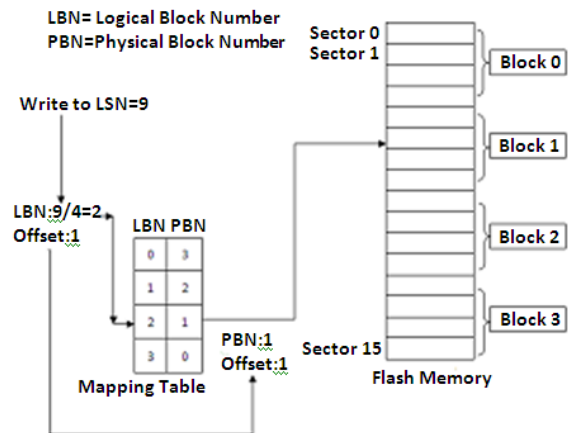 LBN= Logical Block Number
PBN=Physical Block Number
Sector 0
Sector 1
Block 0
Write to LSN=9
Block 1
LBN:9/4=2
Offset:1
LBN PBN
0 3
1 2
2 1
3 0
Block 2
Block 3
PBN:1
Offset:1
Sector 15
Mapping Table
Flash Memory